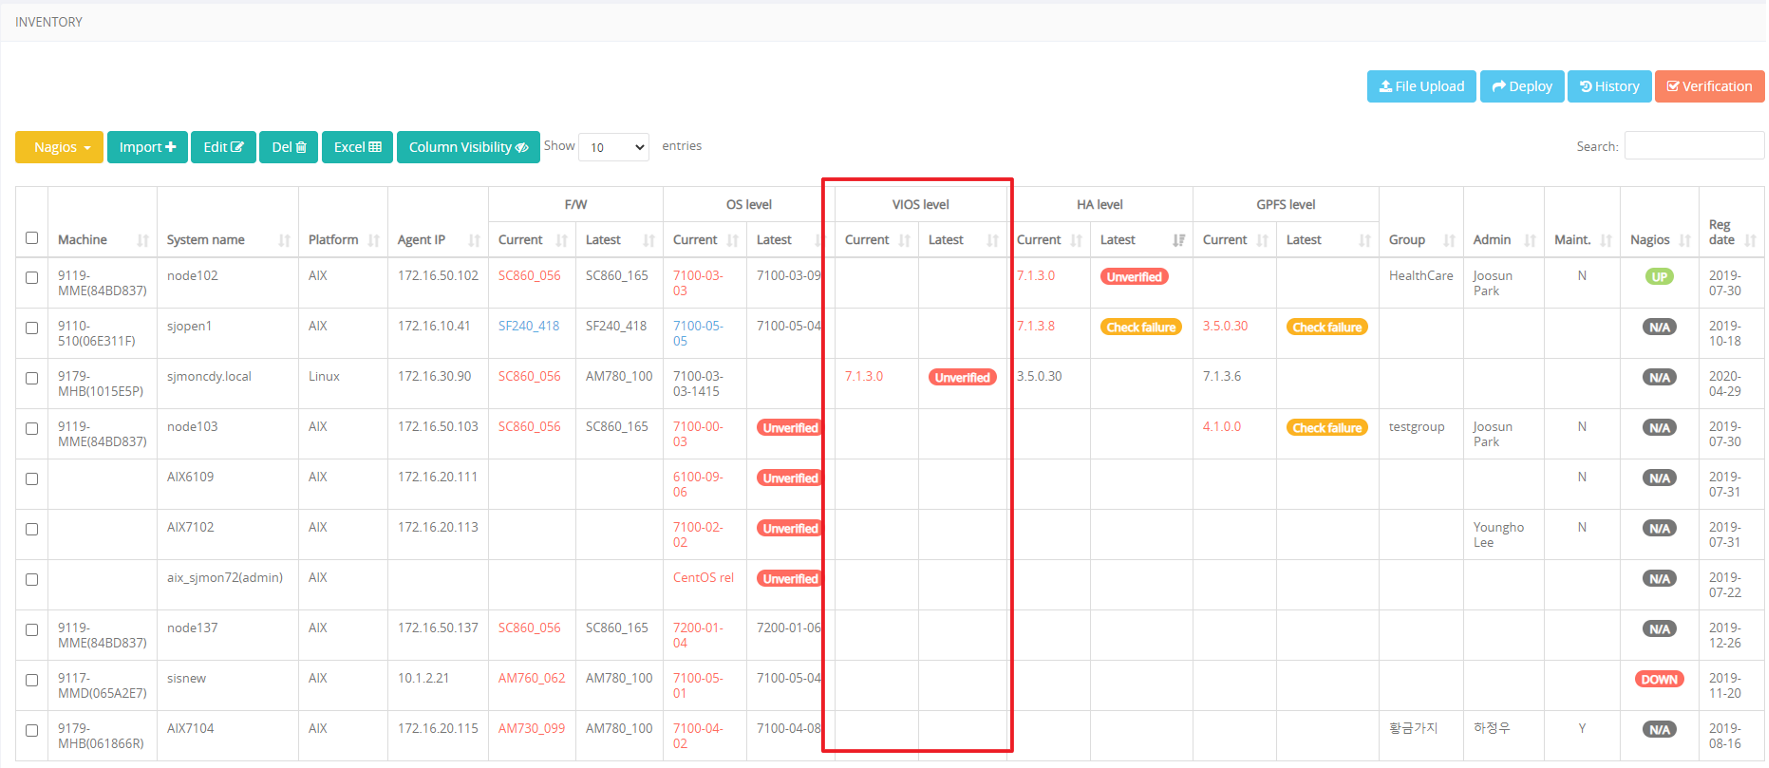 INVENTORY
File Upload Deploy History Verification
Nagios Import Edit Del Excel Column Visibility Show 10 entries Search:
F/W OS level VIOS level HA level GPFS level
Machine System name Platform Agent IP Current Latest Current Latest Current Latest Current Latest Current Latest Group Admin Maint. Nagios Reg
date
9119- node102 AIX 172.16.50.102 SC860_056 SC860_165 7100-03- 7100-03-09 7.1.3.0 Unverified HealthCare Joosun N UP 2019-
MME(84BD837) 03 Park 07-30
9110- sjopen1 AIX 172.16.10.41 SF240_418 SF240_418 7100-05- 7100-05-04 7.1.3.8 Check failure 3.5.0.30 Check failure N/A 2019-
510(06E311F) 05 10-18
9179- sjmoncdy.local Linux 172.16.30.90 SC860_056 AM780_100 7100-03- 7.1.3.0 Unverified 3.5.0.30 7.1.3.6 N/A 2020-
MHB(1015E5P) 03-1415 04-29
9119- node103 AIX 172.16.50.103 SC860_056 SC860_165 7100-00- Unverified 4.1.0.0 Check failure testgroup Joosun N N/A 2019-
MME(84BD837) 03 Park 07-30
AIX6109 AIX 172.16.20.111 6100-09- Unverified N N/A 2019-
06 07-31
AIX7102 AIX 172.16.20.113 7100-02- Unverified Youngho N N/A 2019-
02 Lee 07-31
aix_sjmon72(admin) AIX CentOS rel Unverified N/A 2019-
07-22
9119- node137 AIX 172.16.50.137 SC860_056 SC860_165 7200-01- 7200-01-06 N/A 2019-
MME(84BD837) 04 12-26
9117- sisnew AIX 10.1.2.21 AM760_062 AM780_100 7100-05- 7100-05-04 DOWN 2019-
MMD(065A2E7) 01 11-20
9179- AIX7104 AIX 172.16.20.115 AM730_099 AM780_100 7100-04- 7100-04-08 황금가지 하정우 Y N/A 2019-
MHB(061866R) 02 08-16